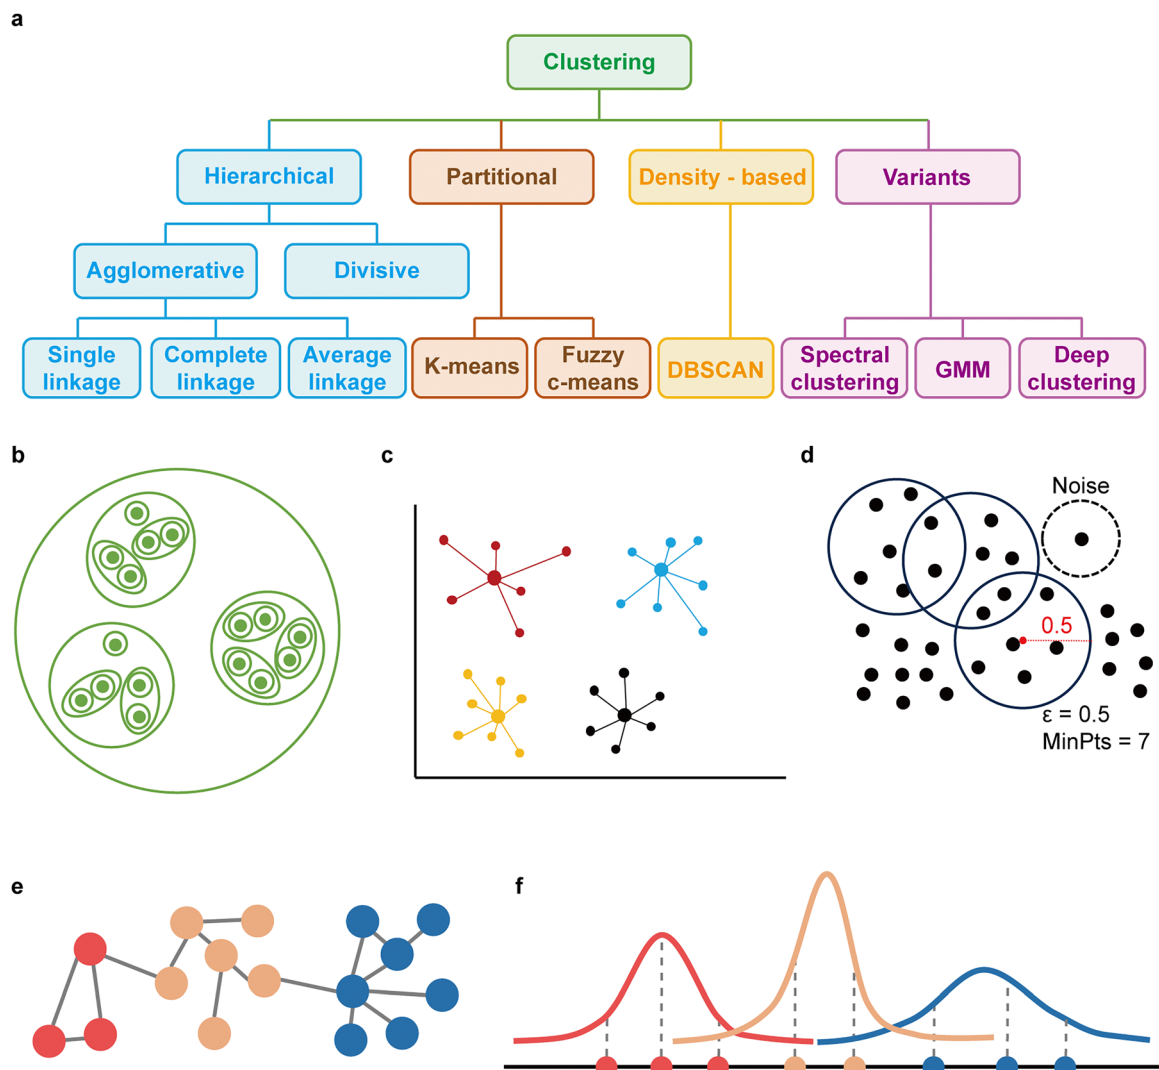 a
Clustering
Hierarchical
Partitional
Density - based
Variants
Agglomerative
Divisive
Single
linkage
Complete
linkage
Average
linkage
K-means
Fuzzy
c-means
DBSCAN
Spectral
clustering
GMM
Deep
clustering
b
c
d
Noise
0.5
ε = 0.5
MinPts = 7
e
f